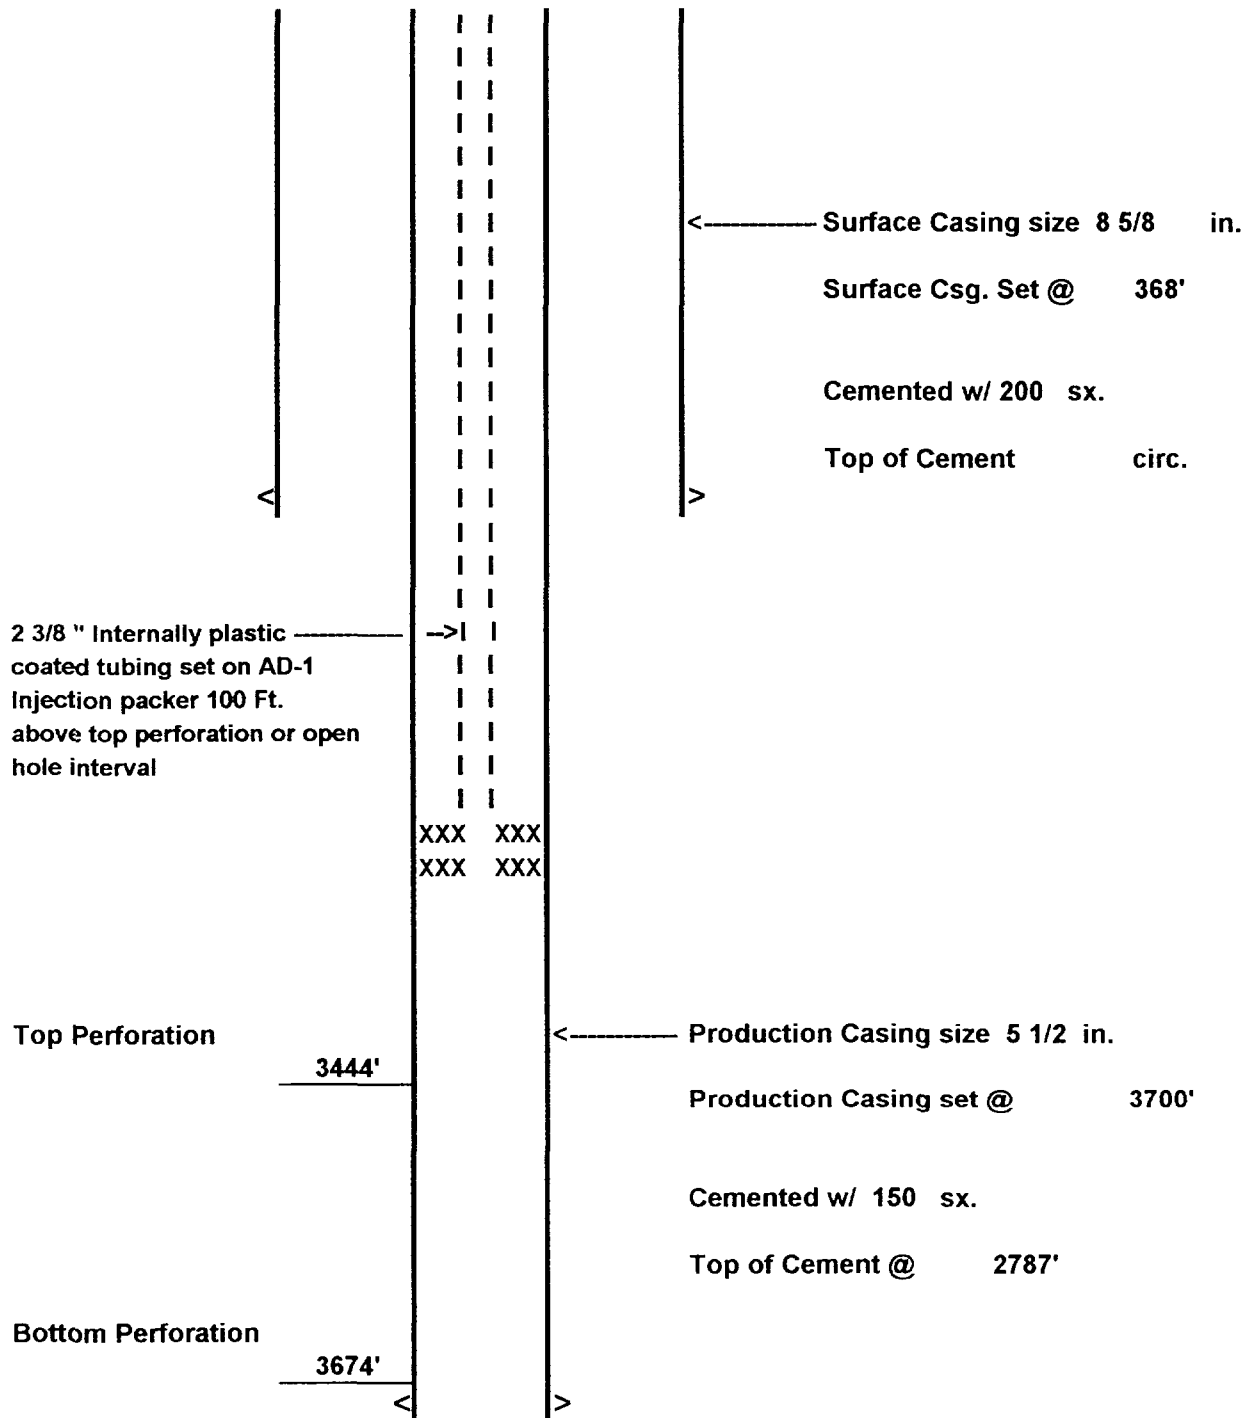 <---------- Surface Casing size 8 5/8 in.
Surface Csg. Set @ 368'
Cemented w/ 200 sx.
Top of Cement circ.
< >
2 3/8 " Internally plastic ---------- -->
coated tubing set on AD-1
Injection packer 100 Ft.
above top perforation or open
hole interval
XXX XXX
XXX XXX
Top Perforation
3444'
<---------- Production Casing size 5 1/2 in.
Production Casing set @ 3700'
Cemented w/ 150 sx.
Top of Cement @ 2787'
Bottom Perforation
3674'
< >